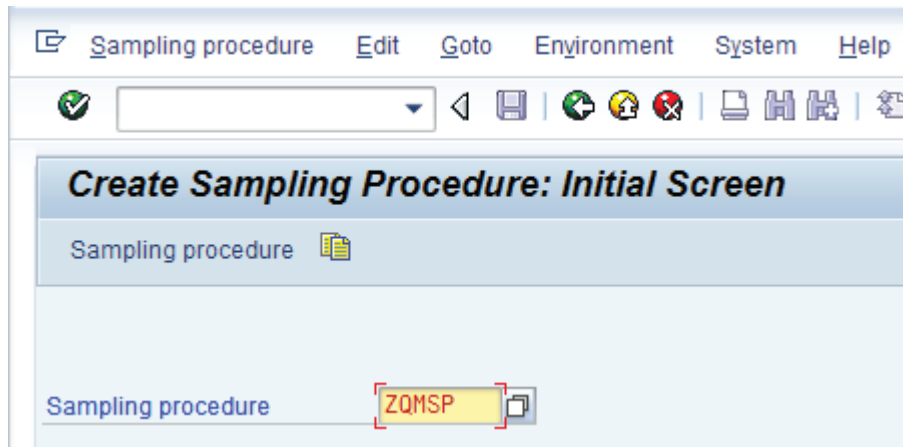 Sampling procedure Edit Goto Environment System Help
Create Sampling Procedure: Initial Screen
Sampling procedure
Sampling procedure ZQMSP